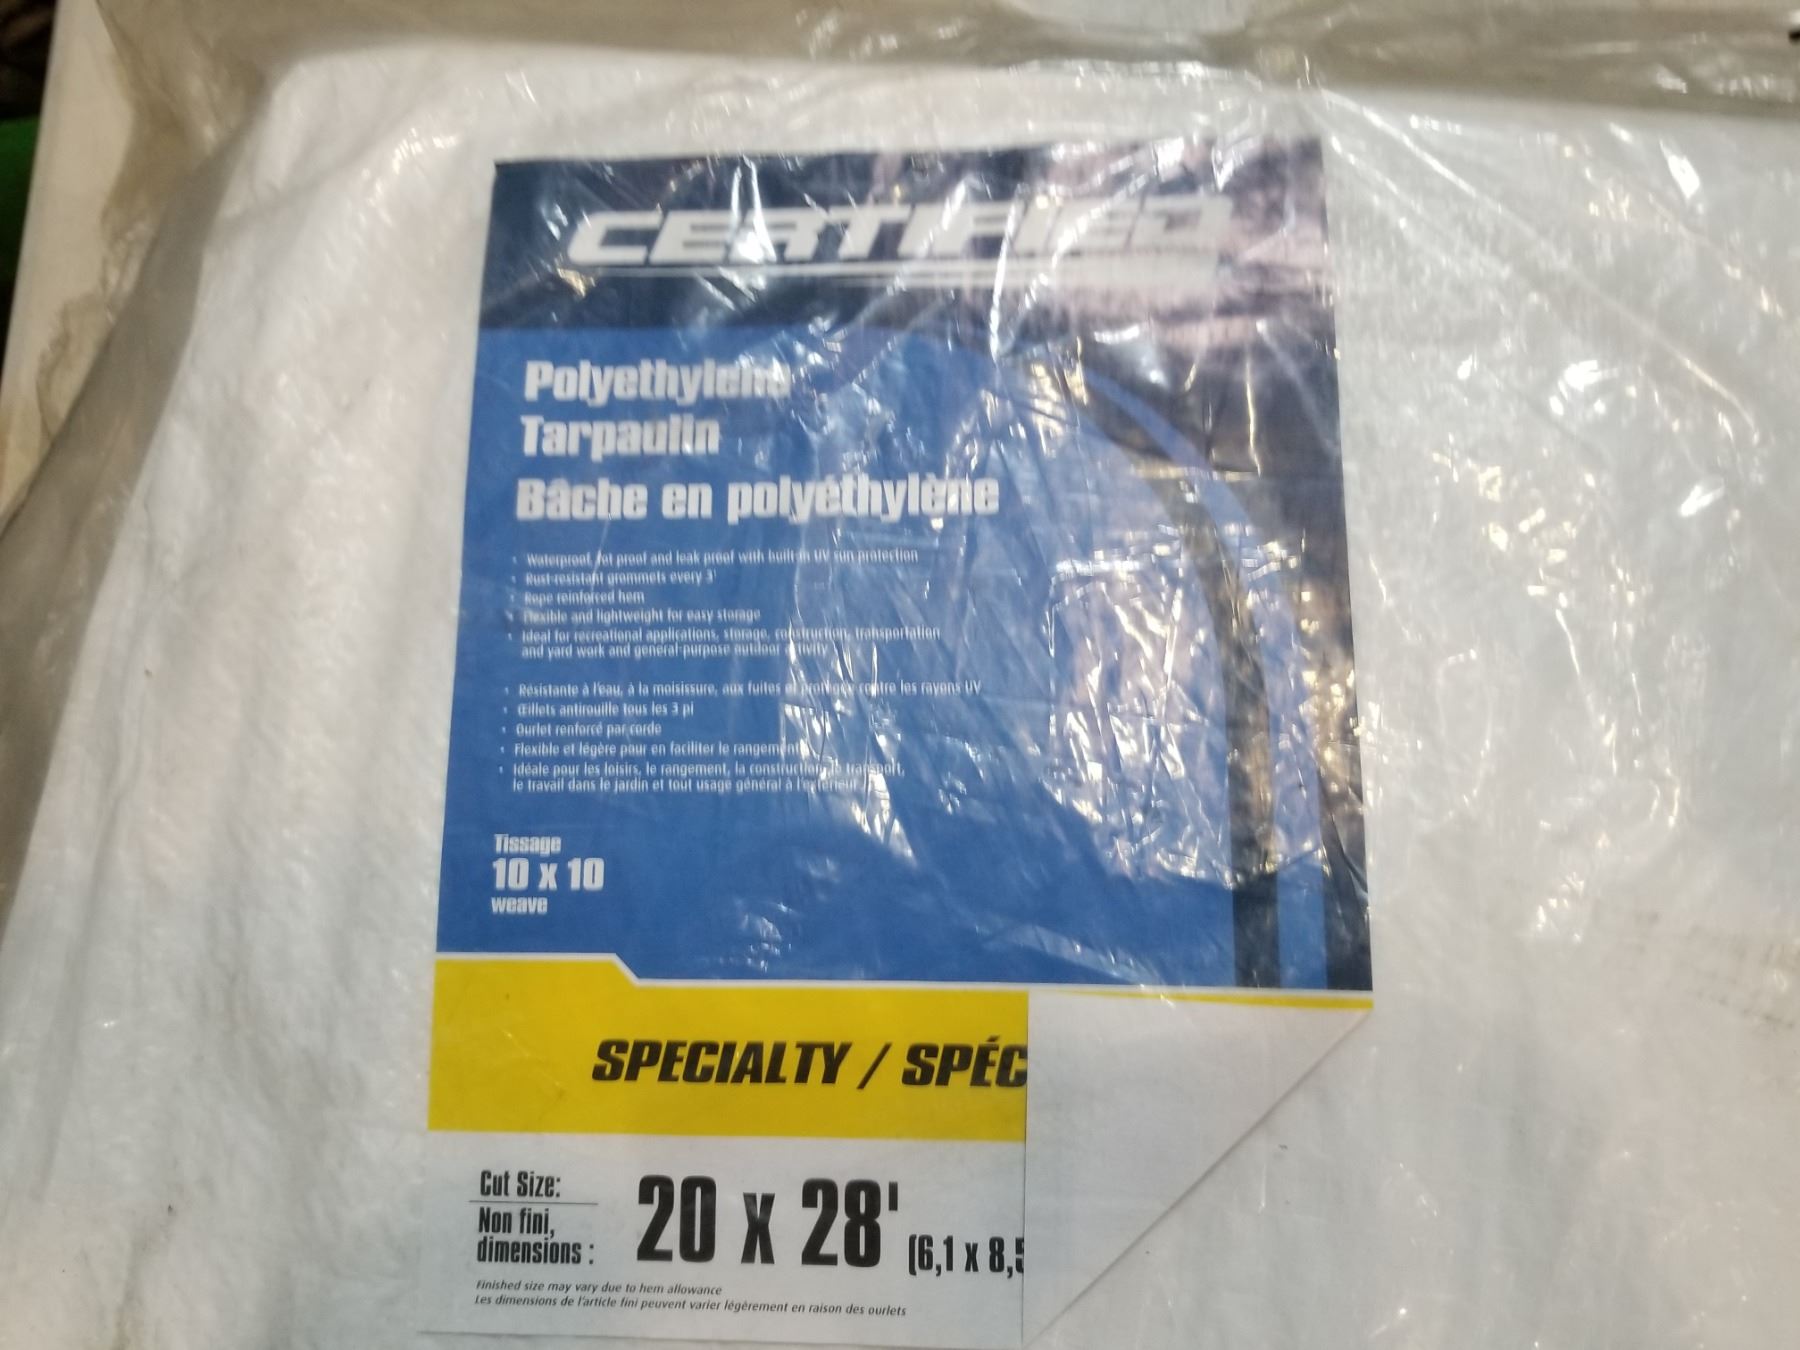 CERTIFIED
Polyethylene
Tarpaulin
Bâche en polyéthylène
• Waterproof, rot proof and leak proof with built-in UV sun protection
• Rust-resistant grommets every 3'
• Rope reinforced hem
• Flexible and lightweight for easy storage
• Ideal for recreational applications, storage, construction, transportation
and yard work and general-purpose outdoor activity
• Résistante à l'eau, à la moisissure, aux fuites et protégée contre les rayons UV
• Œillets antirouille tous les 3 pi
• Ourlet renforcé par corde
• Flexible et légère pour en faciliter le rangement
• Idéale pour les loisirs, le rangement, la construction, le transport,
le travail dans le jardin et tout usage général à l'extérieur
Tissage
10 x 10
weave
SPECIALTY / SPÉC
Cut Size:
Non fini,
dimensions :
20 x 28'
(6,1 x 8,5
Finished size may vary due to hem allowance
Les dimensions de l'article fini peuvent varier légèrement en raison des ourlets